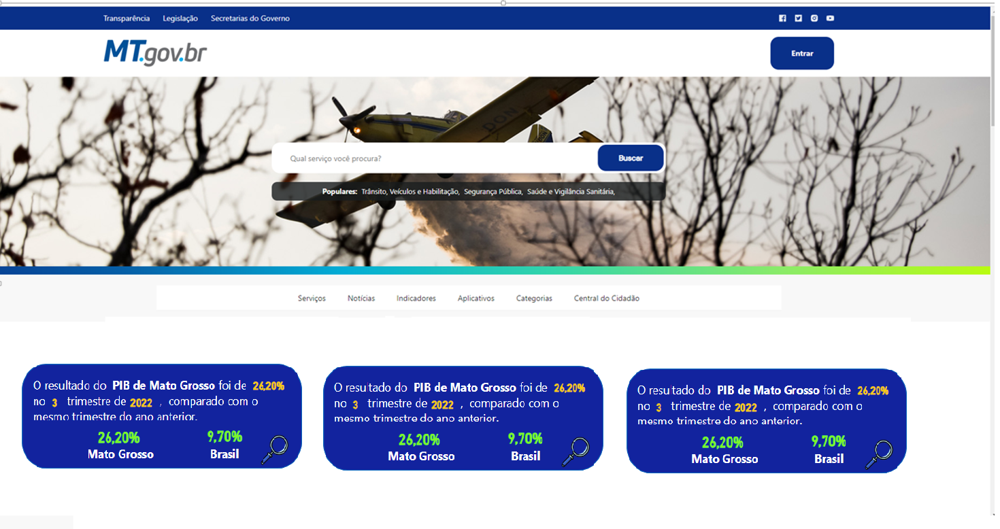 Transparência Legislação Secretarias do Governo
MT.gov.br
Entrar
DON
Qual serviço você procura?
Buscar
Populares: Trânsito, Veículos e Habilitação, Segurança Pública, Saúde e Vigilância Sanitária,
Serviços Notícias Indicadores Aplicativos Categorias Central do Cidadão
O resultado do PIB de Mato Grosso foi de 26,20%
no 3 trimestre de 2022 , comparado com o
mesmo trimestre do ano anterior.
26,20% 9,70%
Mato Grosso Brasil
O resultado do PIB de Mato Grosso foi de 26,20%
no 3 trimestre de 2022 , comparado com o
mesmo trimestre do ano anterior.
26,20% 9,70%
Mato Grosso Brasil
O resultado do PIB de Mato Grosso foi de 26,20%
no 3 trimestre de 2022 , comparado com o
mesmo trimestre do ano anterior.
26,20% 9,70%
Mato Grosso Brasil